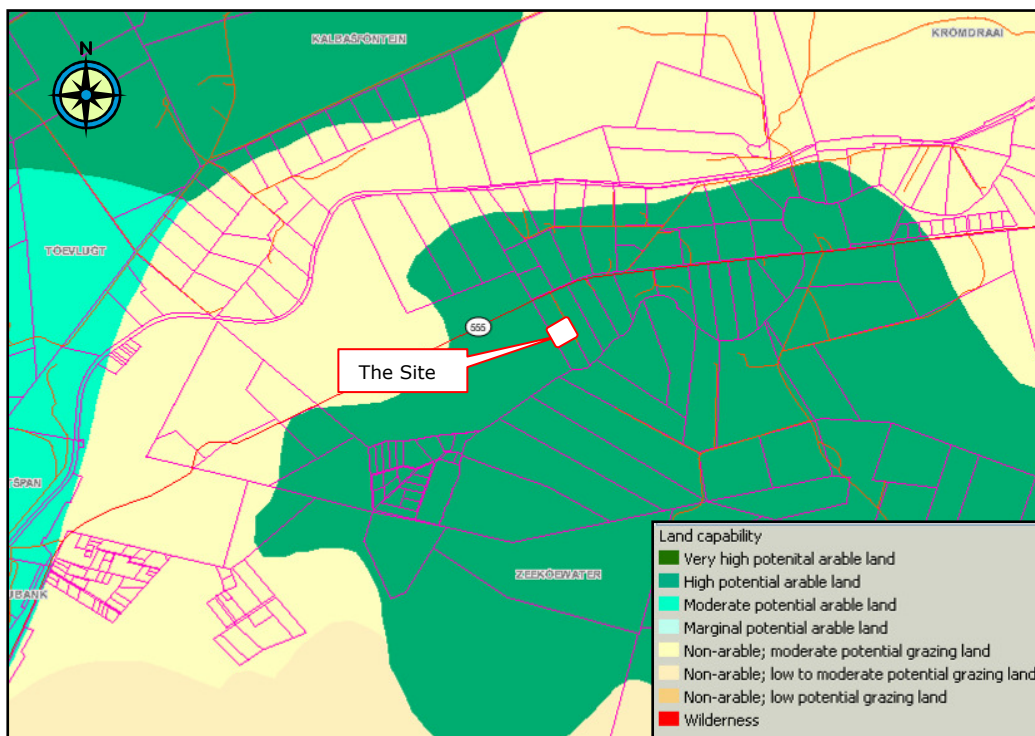 N
KALBASFONTEIN
KROMDRAAI
TOEVLUGT
555
The Site
SPAN
UBANK
ZEEKOEWATER
Land capability
Very high potenital arable land
High potential arable land
Moderate potential arable land
Marginal potential arable land
Non-arable; moderate potential grazing land
Non-arable; low to moderate potential grazing land
Non-arable; low potential grazing land
Wilderness